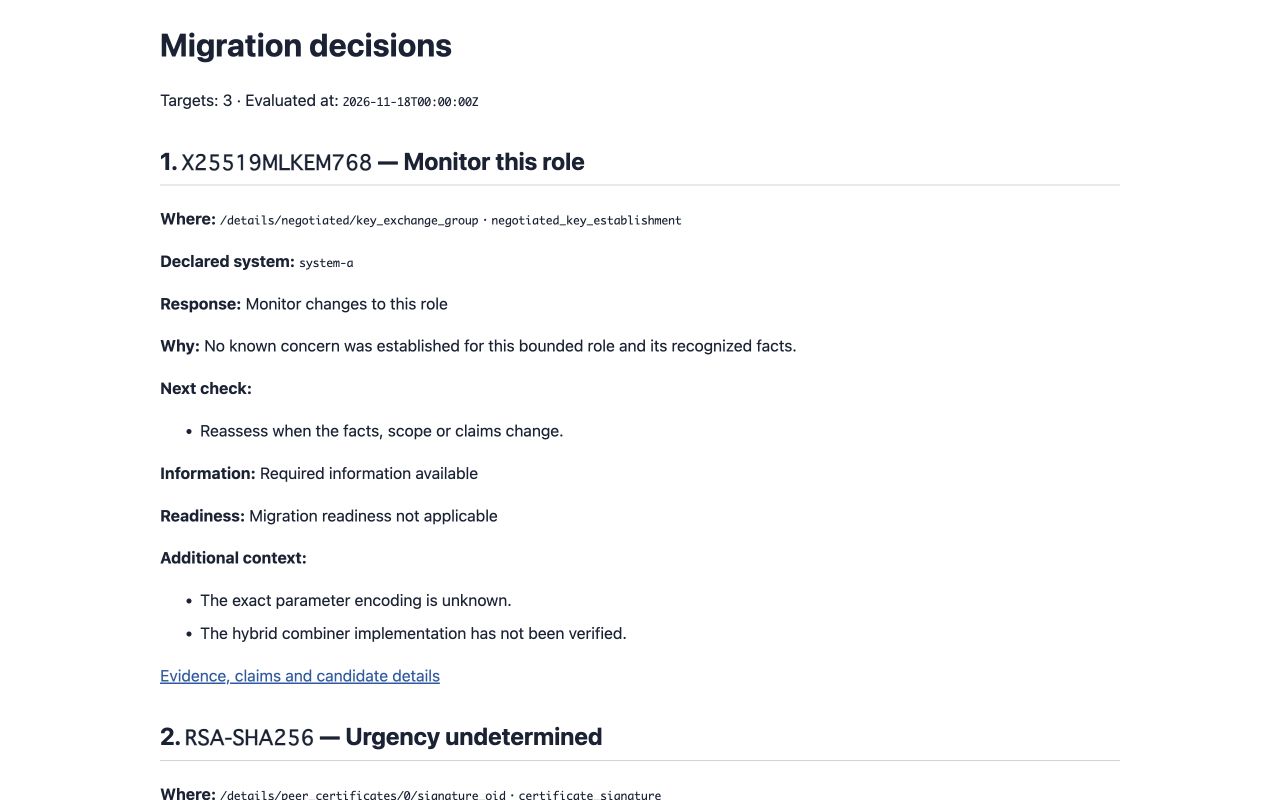 Migration decisions
Targets: 3 · Evaluated at: 2026-11-18T00:00:00Z
1. X25519MLKEM768 — Monitor this role
Where: /details/negotiated/key_exchange_group · negotiated_key_establishment
Declared system: system-a
Response: Monitor changes to this role
Why: No known concern was established for this bounded role and its recognized facts.
Next check:
• Reassess when the facts, scope or claims change.
Information: Required information available
Readiness: Migration readiness not applicable
Additional context:
• The exact parameter encoding is unknown.
• The hybrid combiner implementation has not been verified.
Evidence, claims and candidate details
2. RSA-SHA256 — Urgency undetermined
Where: /details/peer_certificates/0/signature_oid · certificate_signature